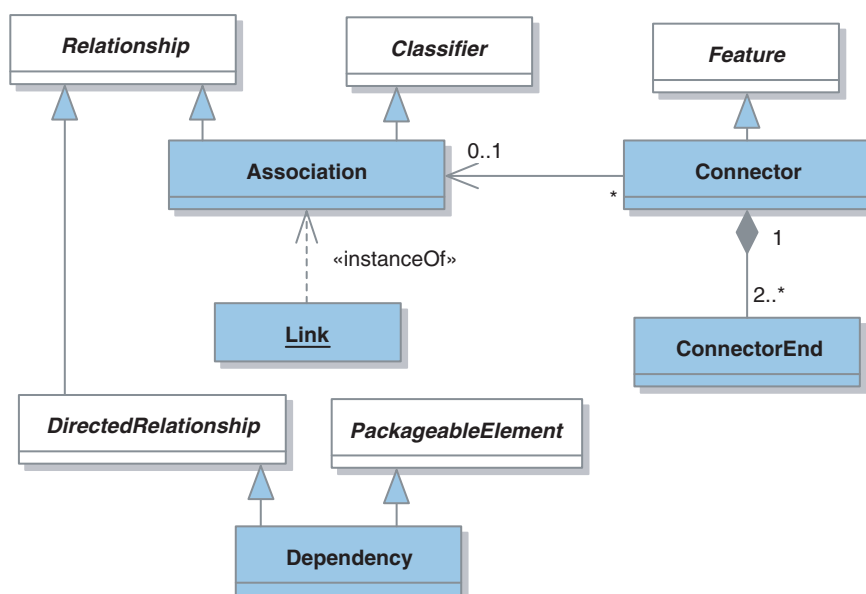 Relationship
Classifier
Feature
Association
0..1
*
Connector
«instanceOf»
1
Link
2..*
ConnectorEnd
DirectedRelationship
PackageableElement
Dependency